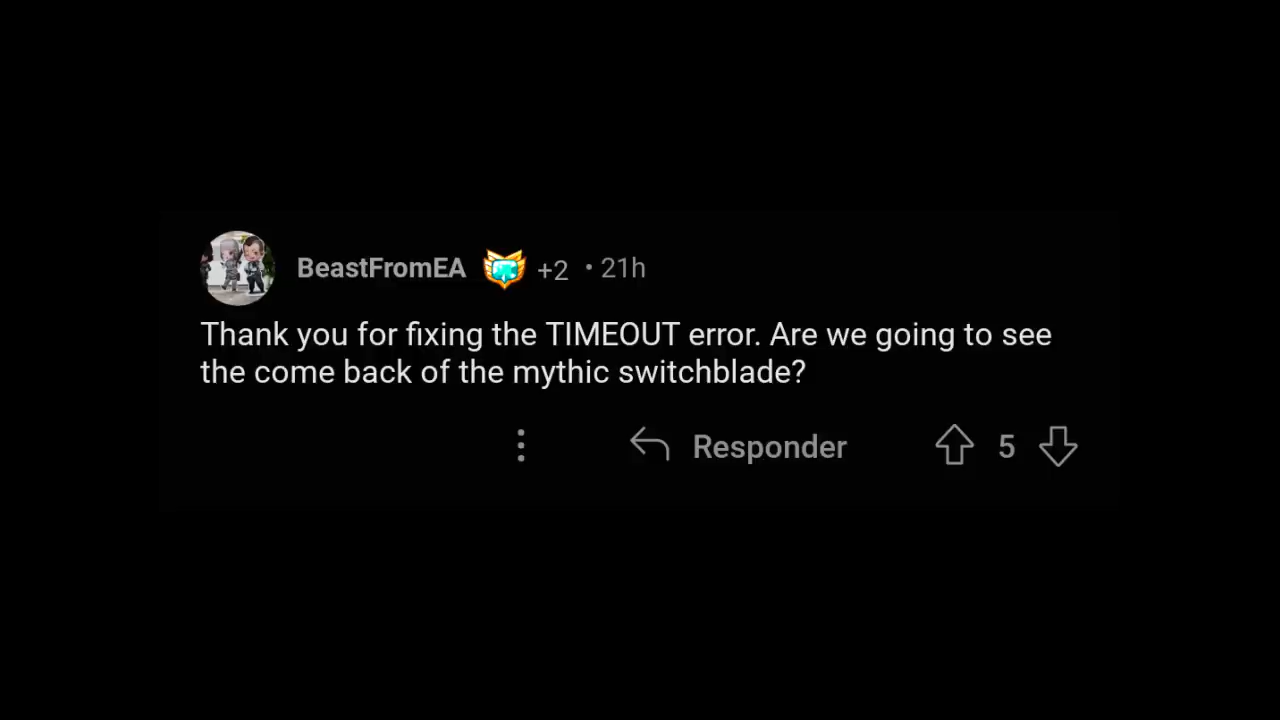 BeastFromEA +2 • 21h
Thank you for fixing the TIMEOUT error. Are we going to see
the come back of the mythic switchblade?
Responder 5